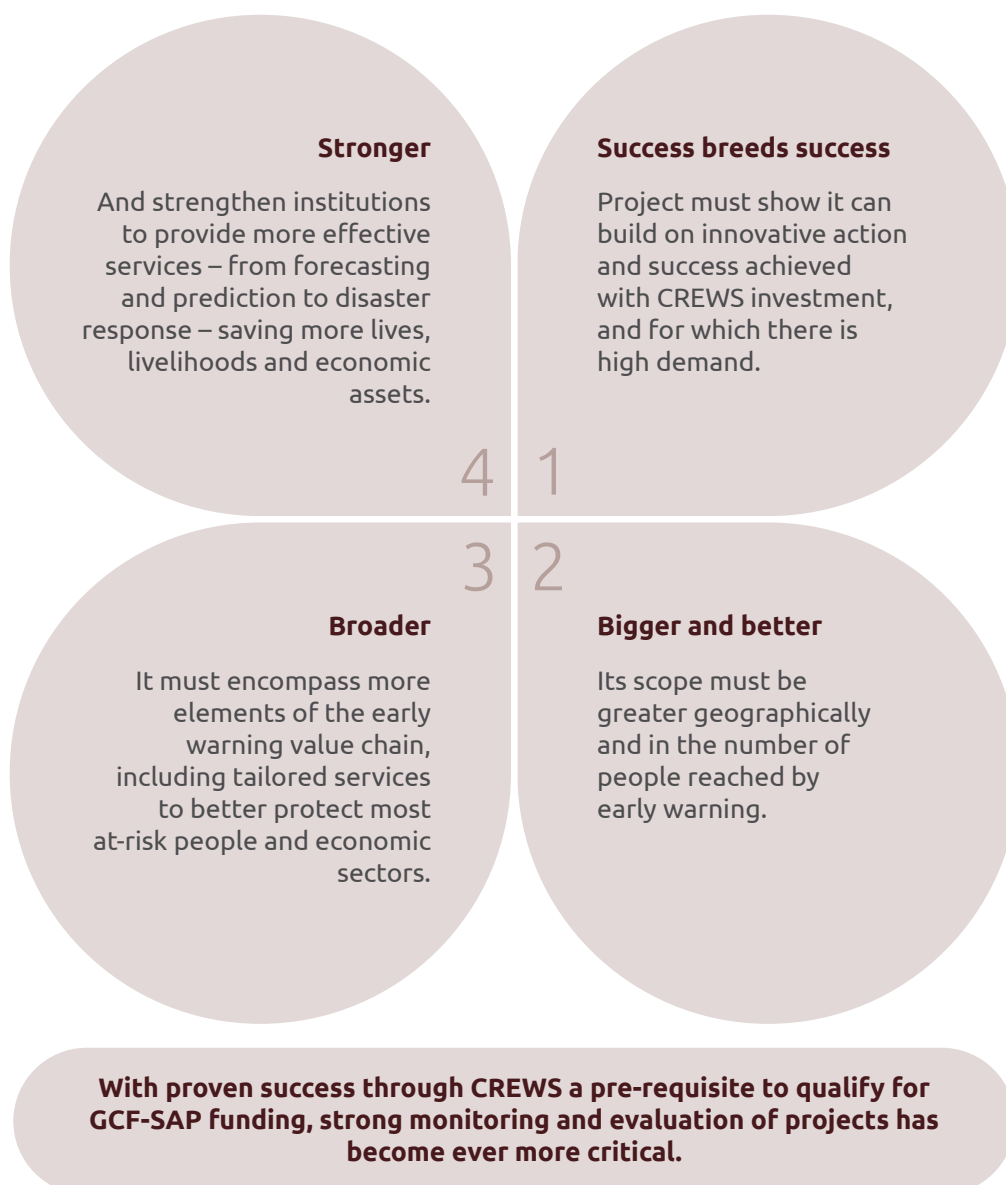 Stronger
And strengthen institutions
to provide more effective
services – from forecasting
and prediction to disaster
response – saving more lives,
livelihoods and economic
assets.
4
Success breeds success
Project must show it can
build on innovative action
and success achieved
with CREWS investment,
and for which there is
high demand.
1
3
Broader
It must encompass more
elements of the early
warning value chain,
including tailored services
to better protect most
at-risk people and economic
sectors.
2
Bigger and better
Its scope must be
greater geographically
and in the number of
people reached by
early warning.
With proven success through CREWS a pre-requisite to qualify for
GCF-SAP funding, strong monitoring and evaluation of projects has
become ever more critical.